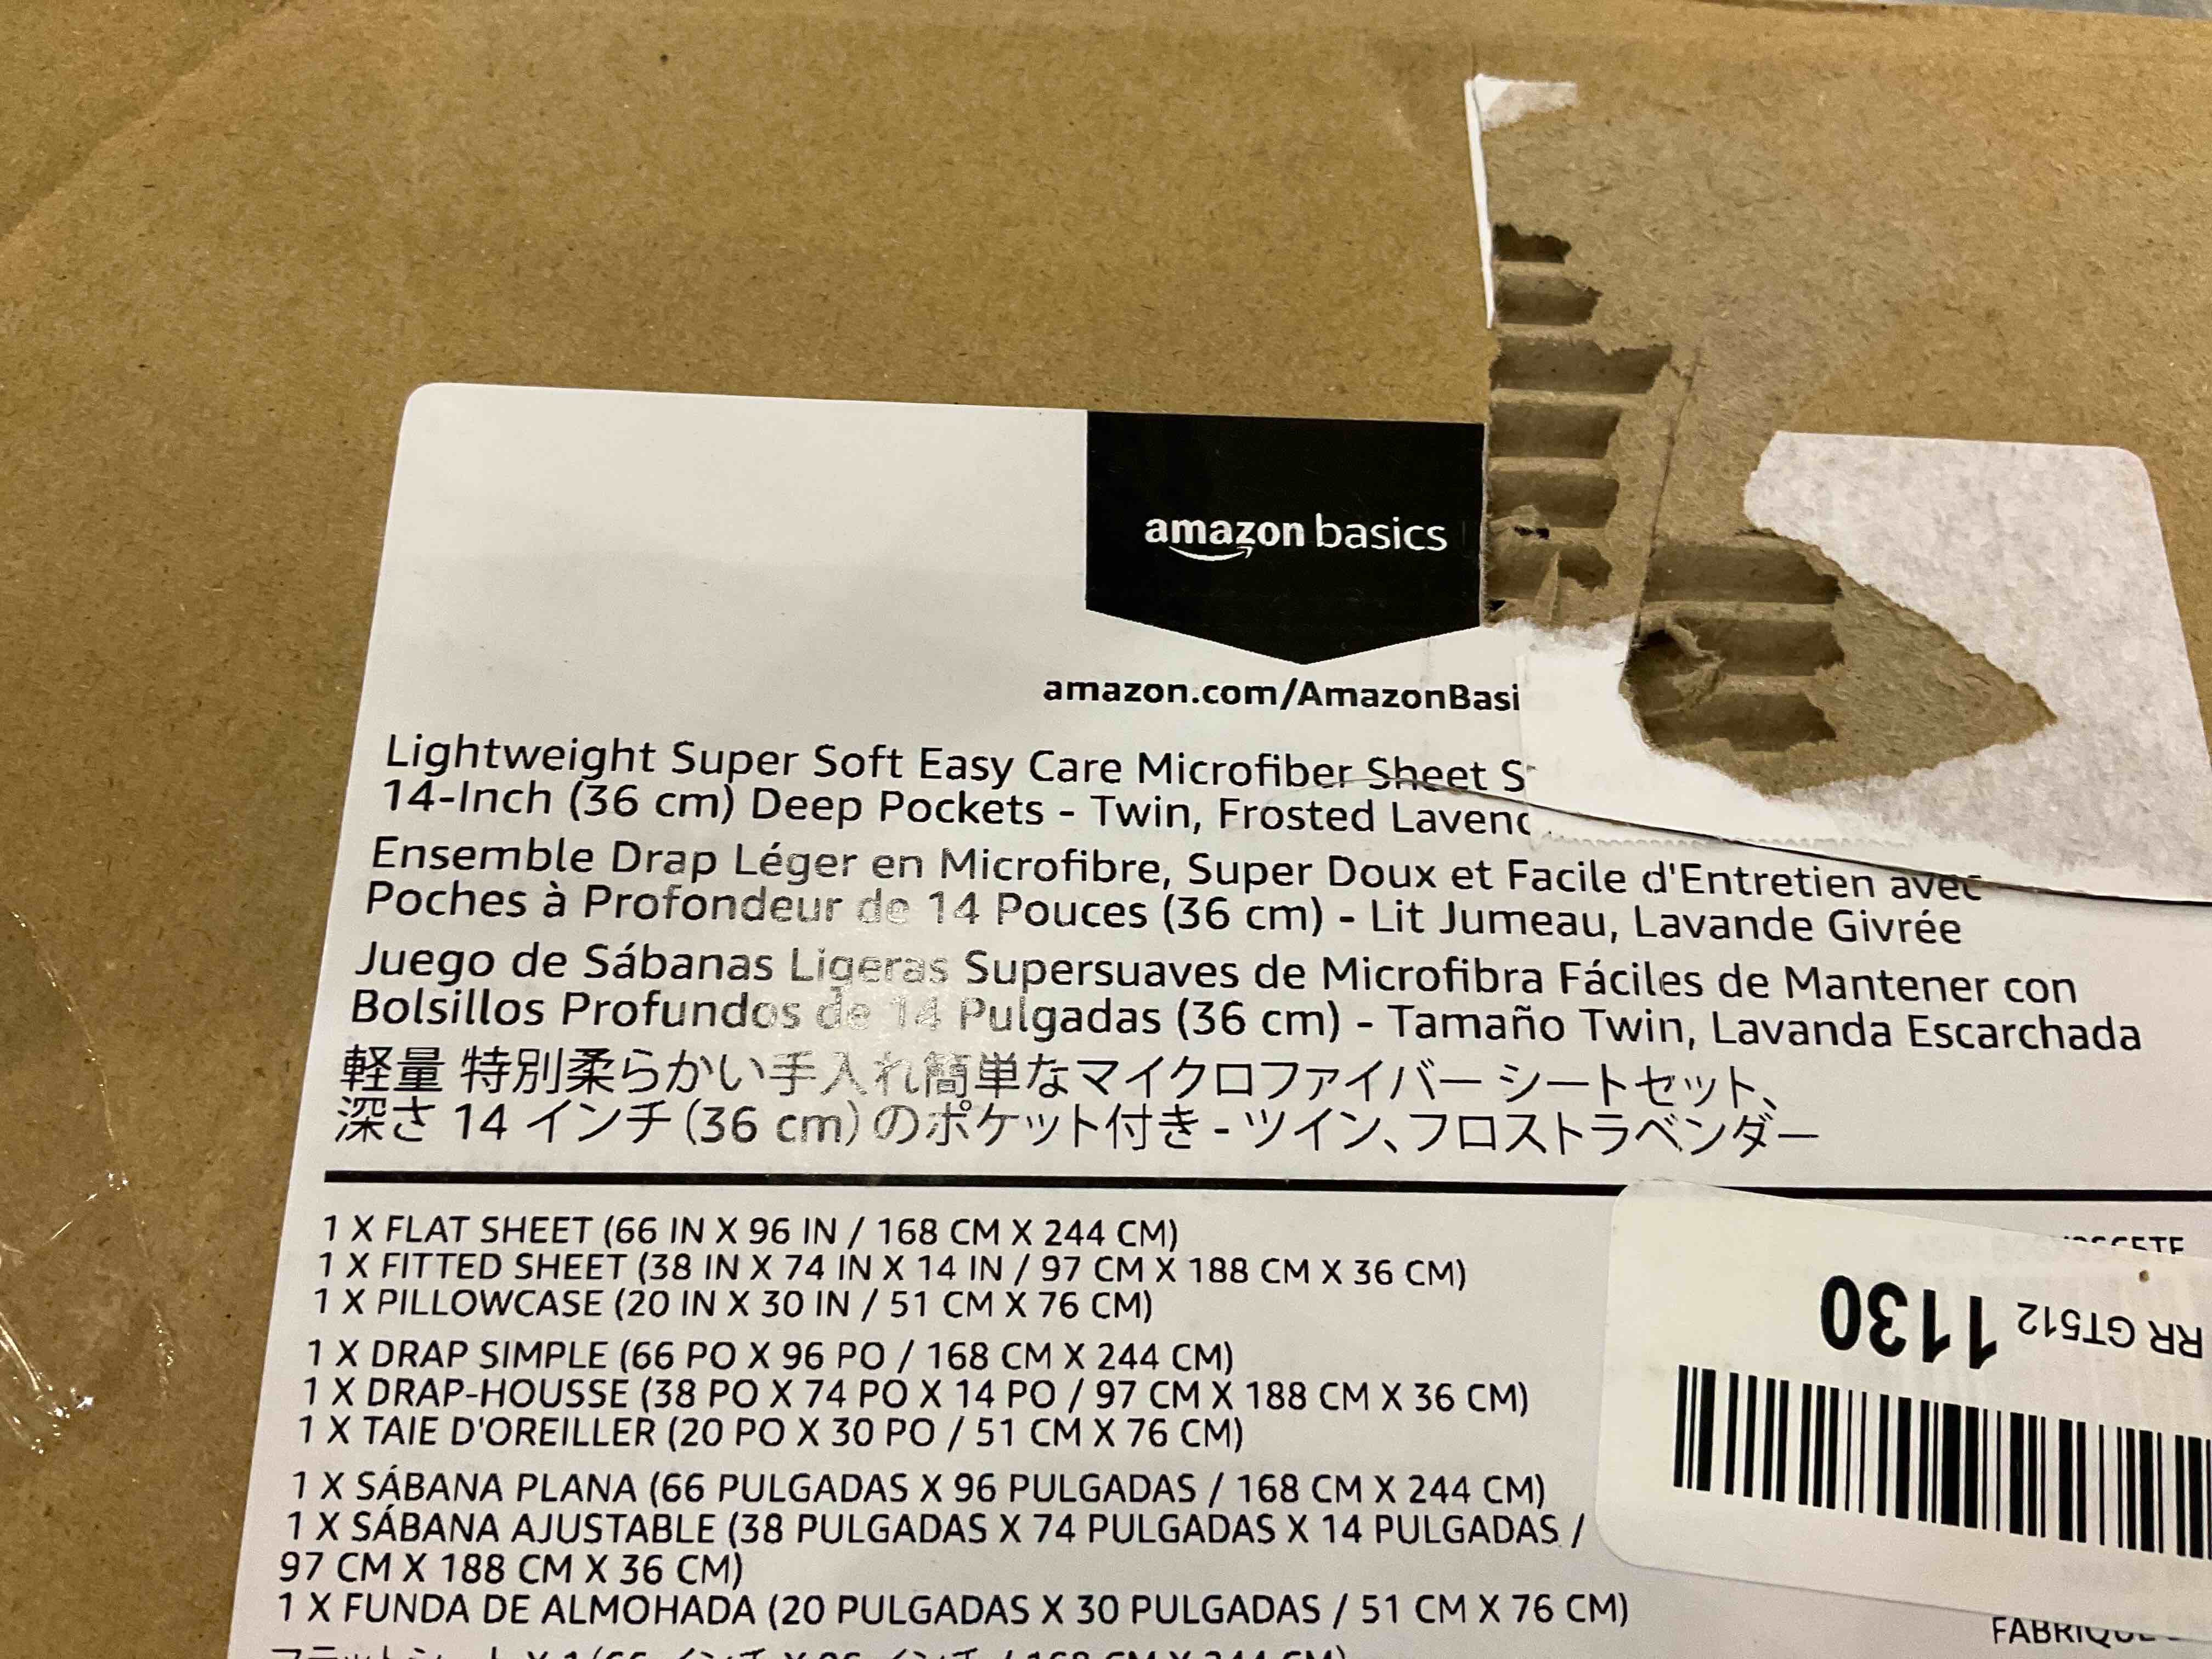 amazon basics
amazon.com/AmazonBasi
Lightweight Super Soft Easy Care Microfiber Sheet S
14-Inch (36 cm) Deep Pockets - Twin, Frosted Laven
Ensemble Drap Léger en Microfibre, Super Doux et Facile d'Entretien avec
Poches à Profondeur de 14 Pouces (36 cm) - Lit Jumeau, Lavande Givrée
Juego de Sábanas Ligeras Supersuaves de Microfibra Fáciles de Mantener con
Bolsillos Profundos de 14 Pulgadas (36 cm) - Tamaño Twin, Lavanda Escarchada
軽量 特別柔らかい手入れ簡単なマイクロファイバー シートセット、
深さ 14 インチ (36 cm) のポケット付き - ツイン、フロストラベンダー
1 X FLAT SHEET (66 IN X 96 IN / 168 CM X 244 CM)
1 X FITTED SHEET (38 IN X 74 IN X 14 IN / 97 CM X 188 CM X 36 CM)
1 X PILLOWCASE (20 IN X 30 IN / 51 CM X 76 CM)
1 X DRAP SIMPLE (66 PO X 96 PO / 168 CM X 244 CM)
1 X DRAP-HOUSSE (38 PO X 74 PO X 14 PO / 97 CM X 188 CM X 36 CM)
1 X TAIE D'OREILLER (20 PO X 30 PO / 51 CM X 76 CM)
1 X SÁBANA PLANA (66 PULGADAS X 96 PULGADAS / 168 CM X 244 CM)
1 X SÁBANA AJUSTABLE (38 PULGADAS X 74 PULGADAS X 14 PULGADAS /
97 CM X 188 CM X 36 CM)
1 X FUNDA DE ALMOHADA (20 PULGADAS X 30 PULGADAS / 51 CM X 76 CM)
RR GT512 1130